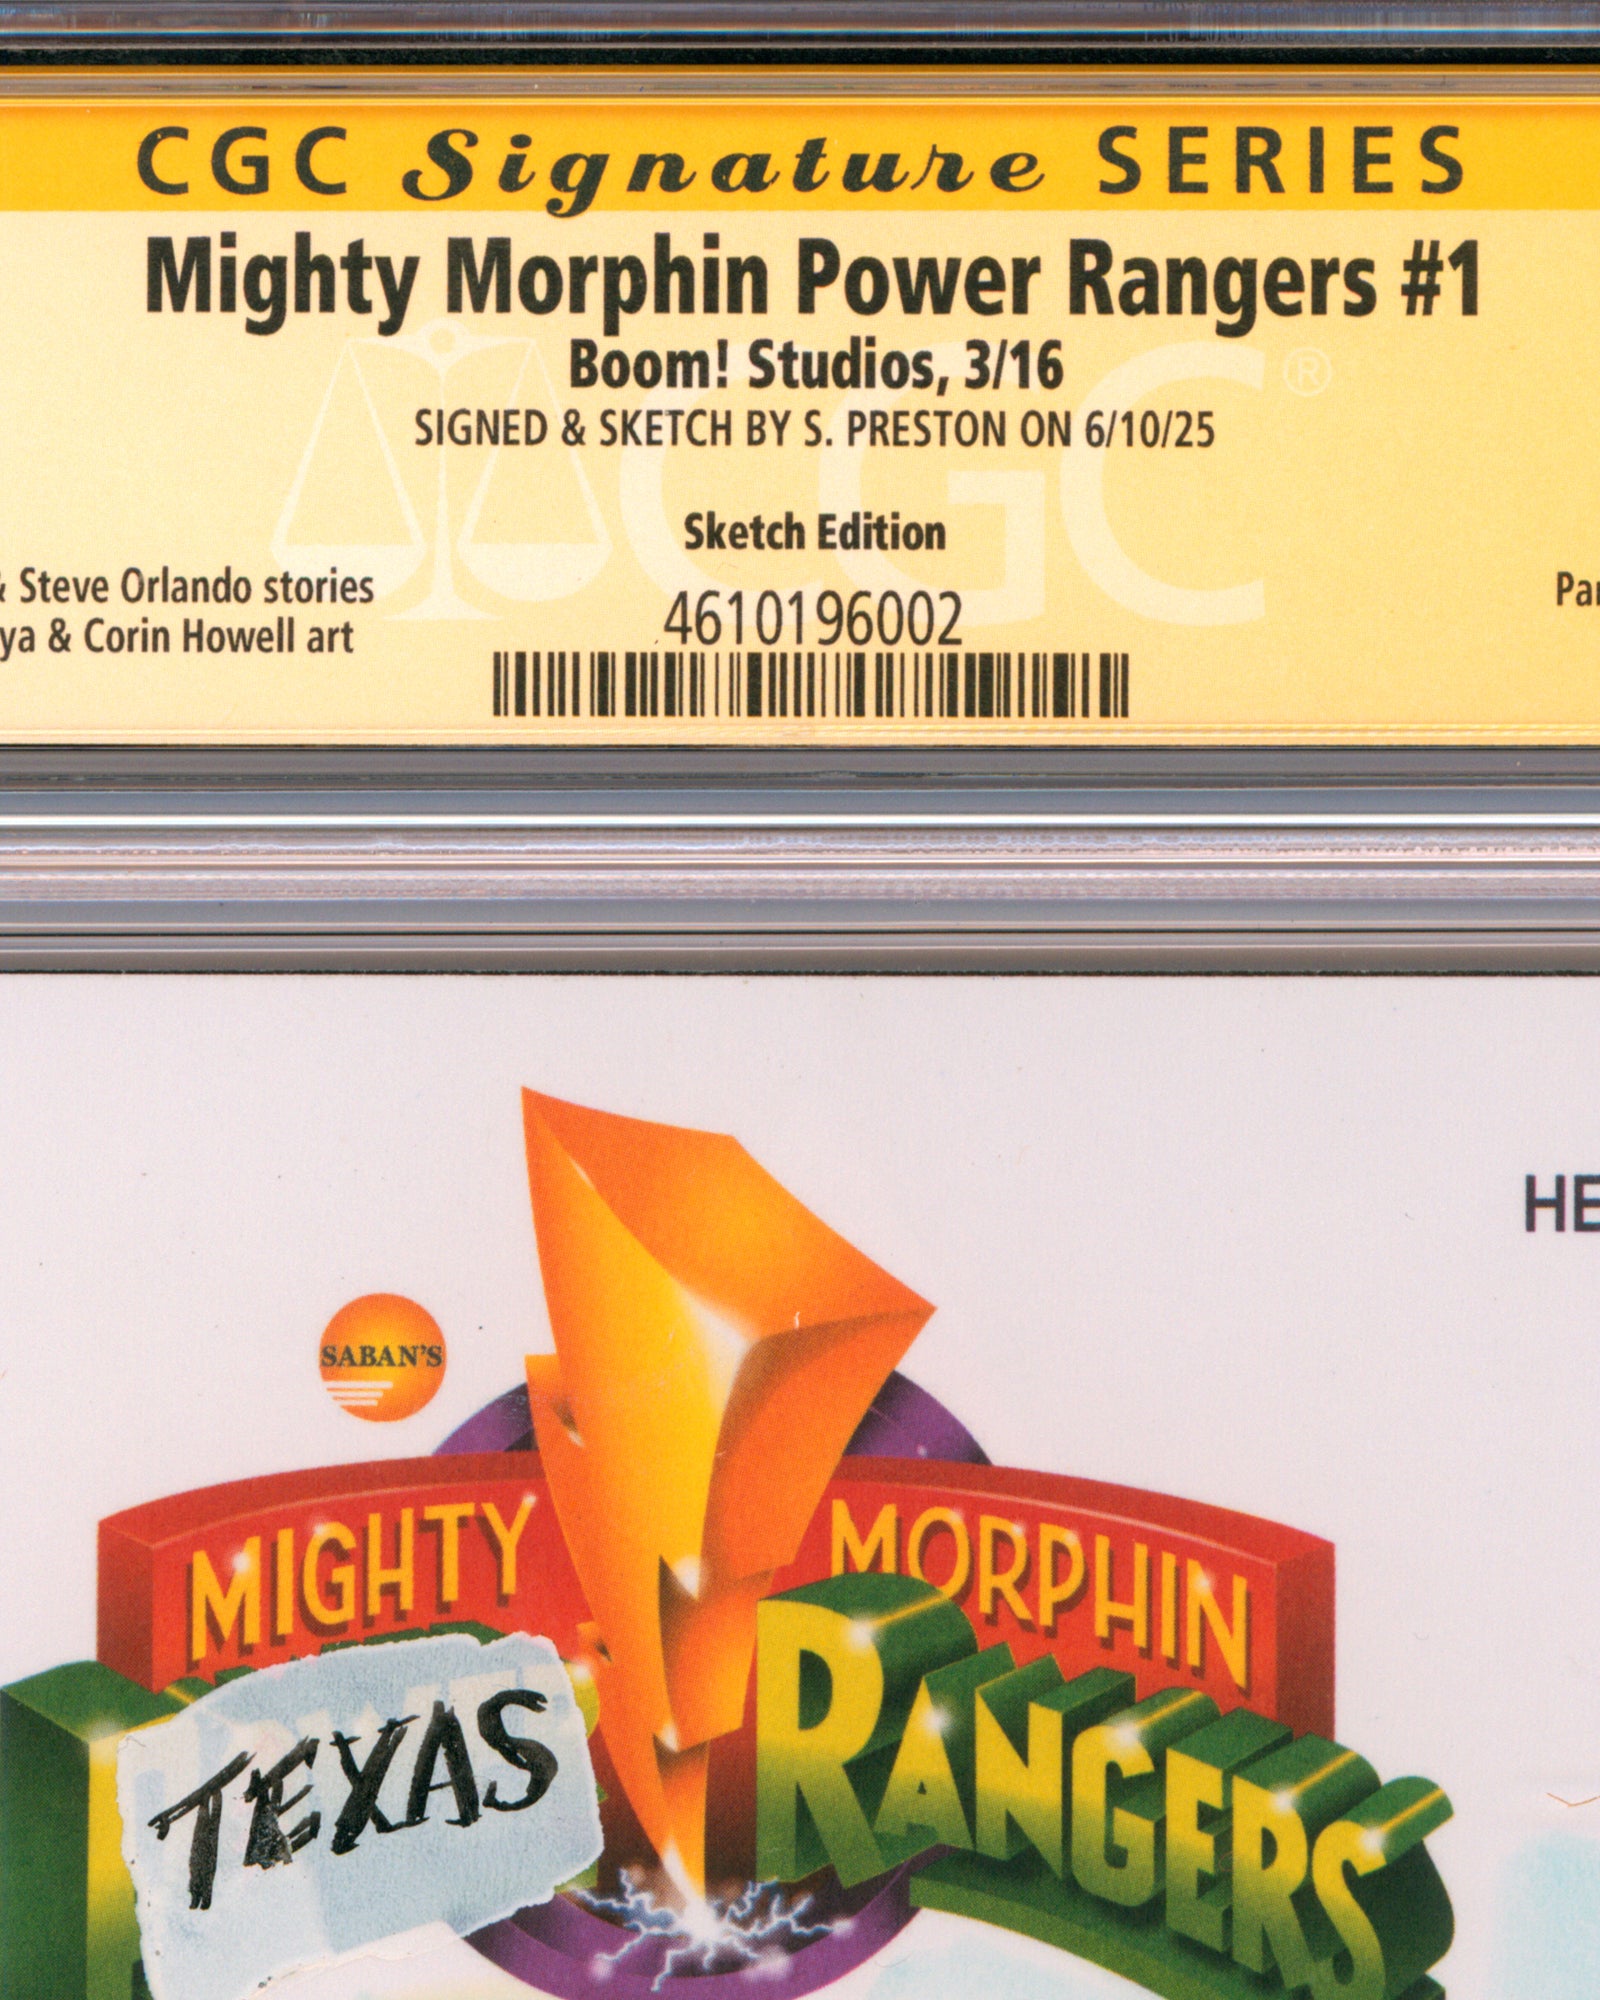 CGC Signature SERIES
Mighty Morphin Power Rangers #1
Boom! Studios, 3/16
SIGNED & SKETCH BY S. PRESTON ON 6/10/25
Sketch Edition
& Steve Orlando stories
ya & Corin Howell art
4610196002
Par
CGC®
HE
SABAN'S
MIGHTY MORPHIN
TEXAS
RANGERS